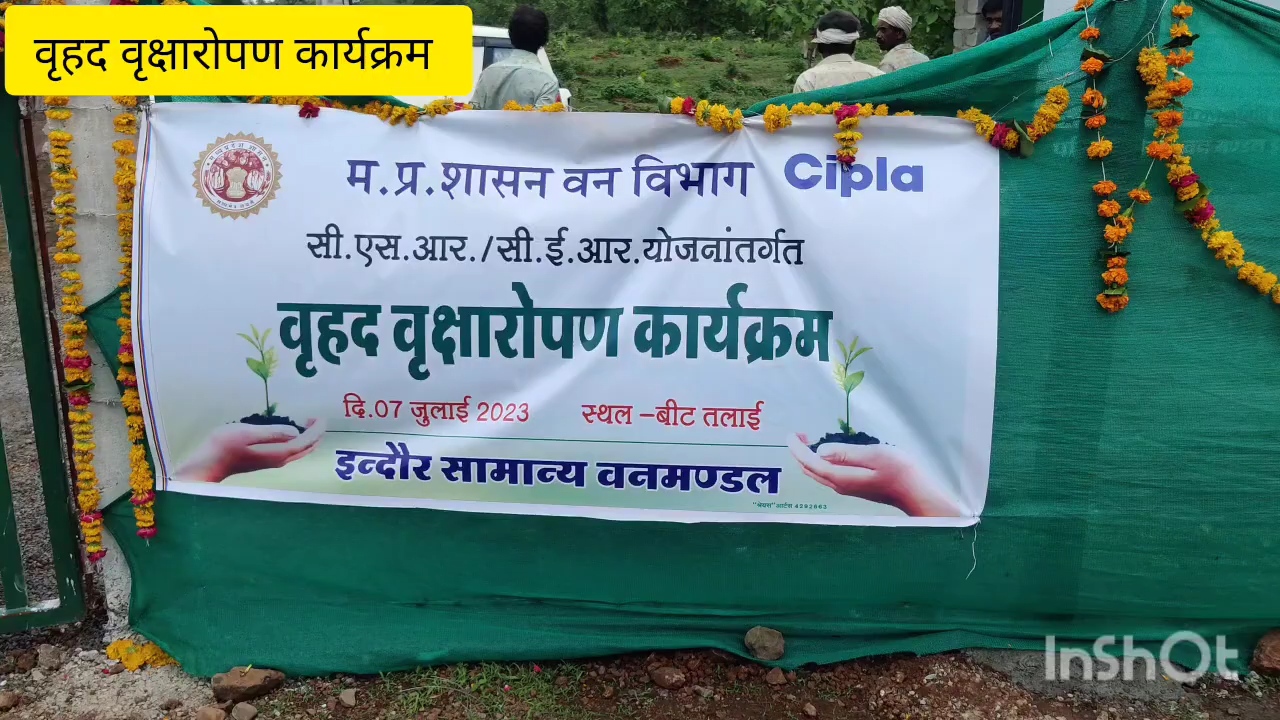 वृहद वृक्षारोपण कार्यक्रम
म.प्र.शासन वन विभाग Cipla
सी.एस.आर./सी.ई.आर.योजनांतर्गत
वृहद वृक्षारोपण कार्यक्रम
दि.07 जुलाई 2023 स्थल -बीट तलाई
इन्दौर सामान्य वनमण्डल
InShOt